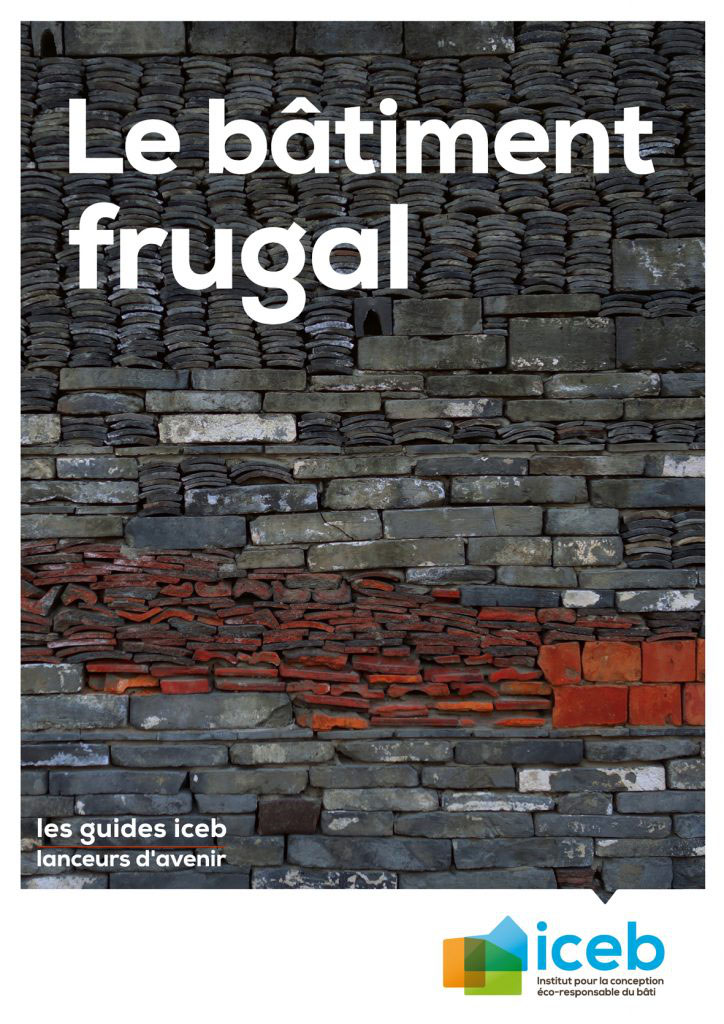 Le bâtiment
frugal
les guides iceb
lanceurs d'avenir
iceb
Institut pour la conception
éco-responsable du bâti